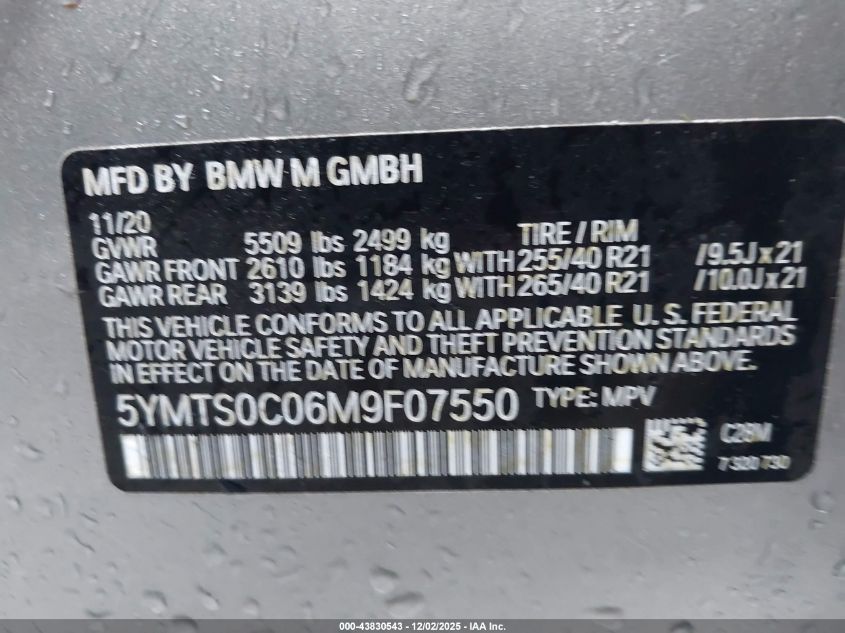 MFD BY BMW M GMBH
11/20 TIRE / RIM
GVWR 5509 lbs 2499 kg
GAWR FRONT 2610 lbs 1184 kg WITH 255/40 R21 /9.5J x 21
GAWR REAR 3139 lbs 1424 kg WITH 265/40 R21 /10.0J x 21
THIS VEHICLE CONFORMS TO ALL APPLICABLE U. S. FEDERAL
MOTOR VEHICLE SAFETY AND THEFT PREVENTION STANDARDS
IN EFFECT ON THE DATE OF MANUFACTURE SHOWN ABOVE.
5YMTS0C06M9F07550 TYPE: MPV
C28M
7 320 730
000-43830543 - 12/02/2025 - IAA Inc.